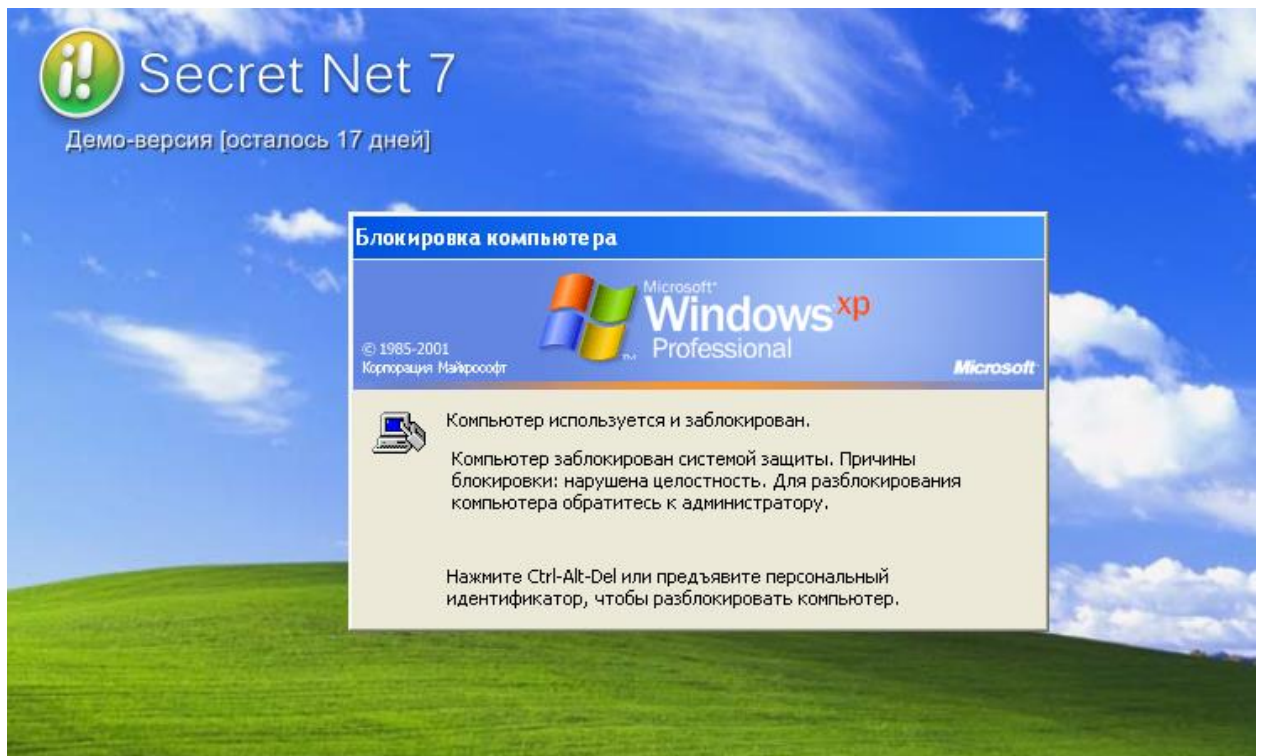 Secret Net 7
Демо-версия [осталось 17 дней]
Блокировка компьютера
Microsoft
Windows xp
Professional
© 1985-2001
Корпорация Майкрософт
Microsoft
Компьютер используется и заблокирован.
Компьютер заблокирован системой защиты. Причины
блокировки: нарушена целостность. Для разблокирования
компьютера обратитесь к администратору.
Нажмите Ctrl-Alt-Del или предъявите персональный
идентификатор, чтобы разблокировать компьютер.